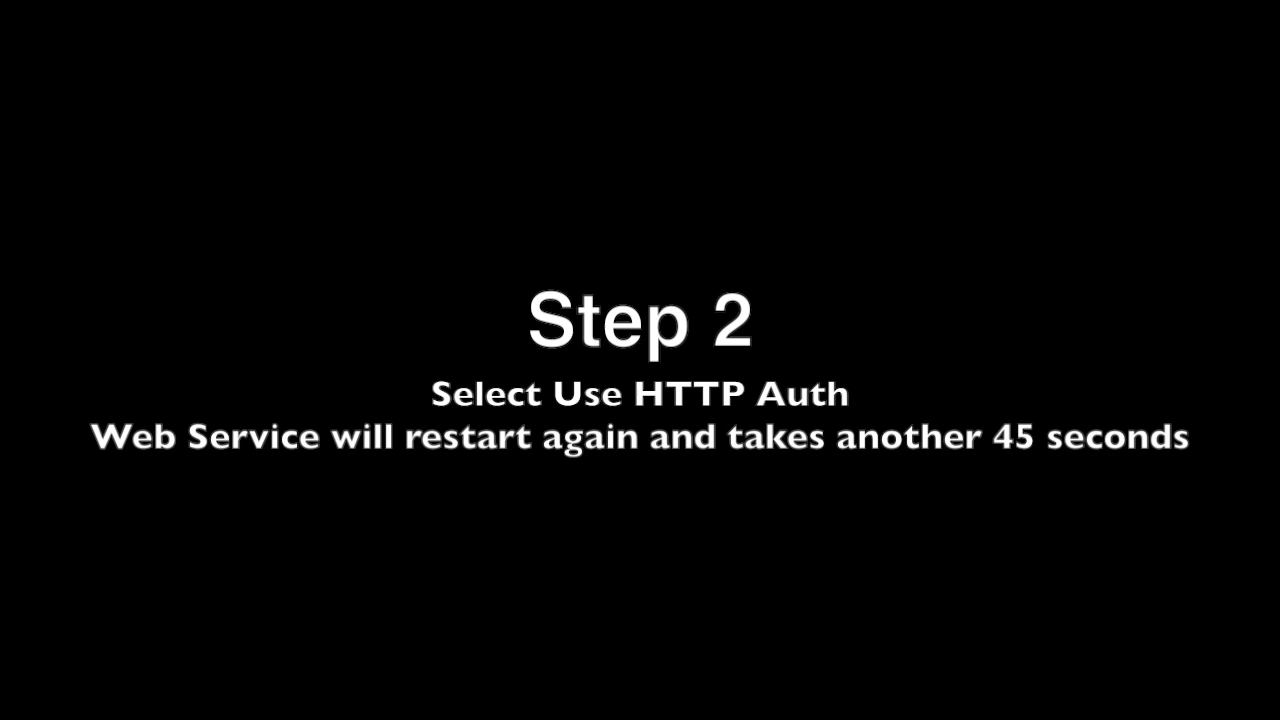 Step 2
Select Use HTTP Auth
Web Service will restart again and takes another 45 seconds